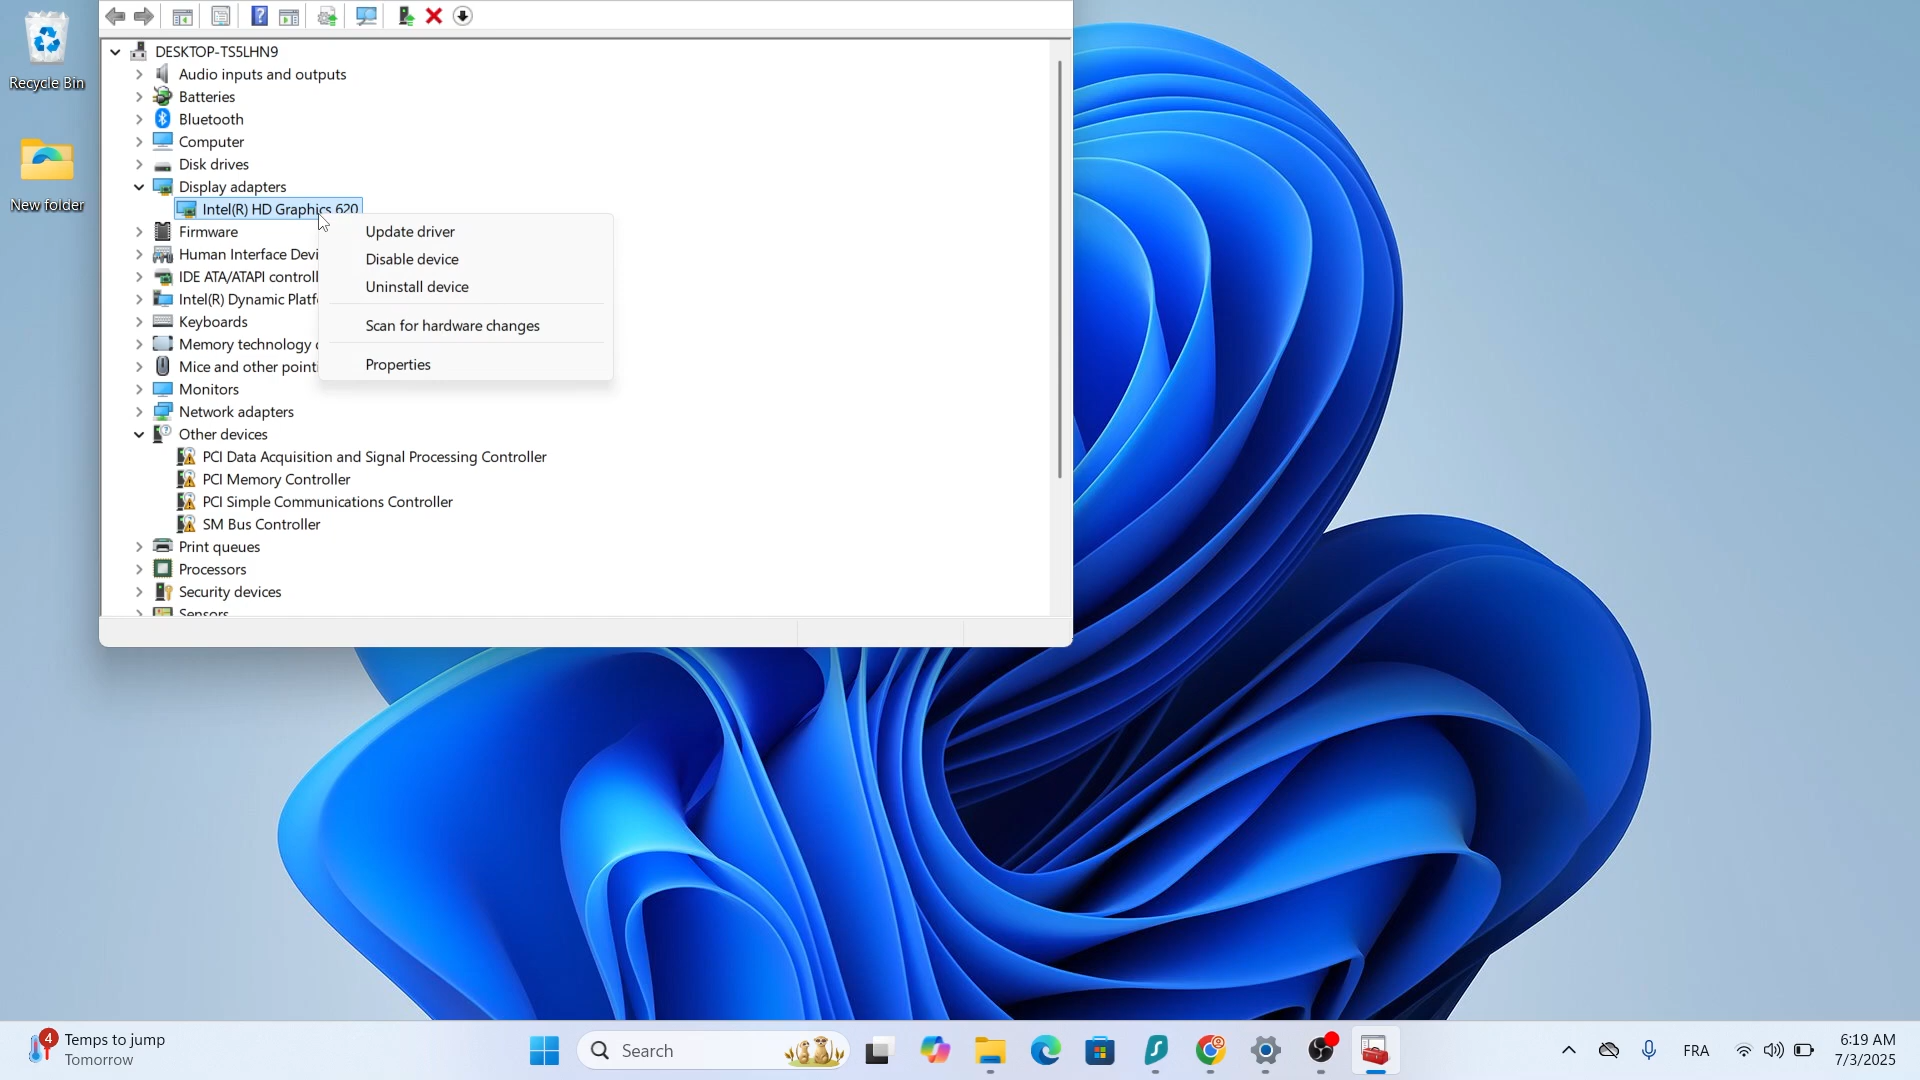 Recycle Bin
New folder
DESKTOP-TS5LHN9
Audio inputs and outputs
Batteries
Bluetooth
Computer
Disk drives
Display adapters
Intel(R) HD Graphics 620
Firmware
Human Interface Devi
IDE ATA/ATAPI controll
Intel(R) Dynamic Platf
Keyboards
Memory technology
Mice and other point
Monitors
Network adapters
Other devices
PCI Data Acquisition and Signal Processing Controller
PCI Memory Controller
PCI Simple Communications Controller
SM Bus Controller
Print queues
Processors
Security devices
Sensors
Update driver
Disable device
Uninstall device
Scan for hardware changes
Properties
4
Temps to jump
Tomorrow
Search
FRA
6:19 AM
7/3/2025